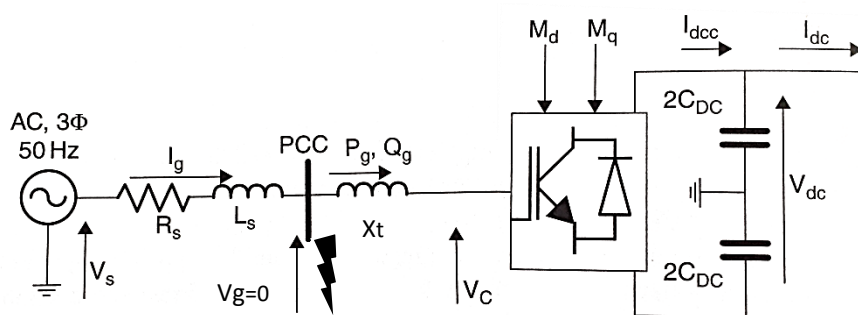 AC, 3Φ
50 Hz
I_g
PCC
P_g, Q_g
M_d
M_q
I_dcc
I_dc
2C_DC
R_s
L_s
Xt
V_s
Vg=0
V_C
V_dc
2C_DC